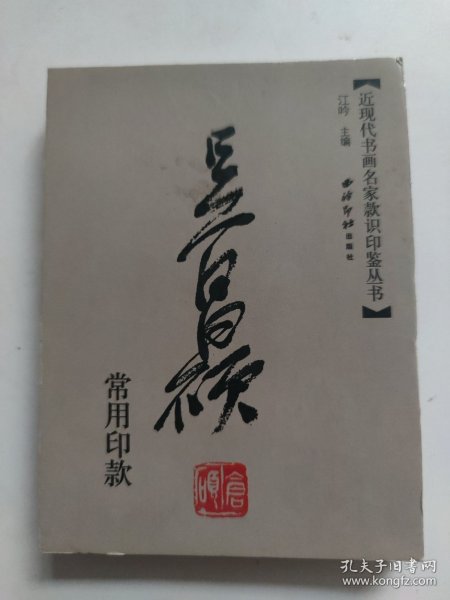 【近现代书画名家款识印鉴丛书】
江吟 主编
西泠印社出版社
吴昌硕
常用印款
倉碩
孔夫子旧书网
www.kongfz.com